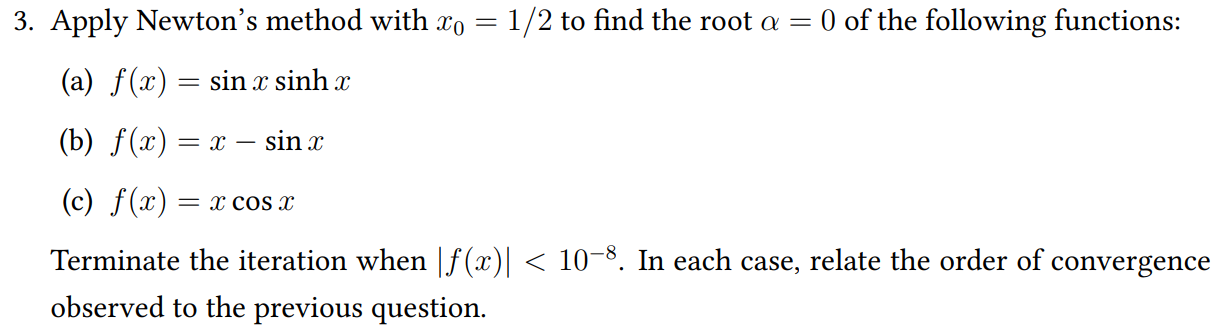 3. Apply Newton’s method with x₀ = 1/2 to find the root α = 0 of the following functions:
(a) f(x) = sin x sinh x
(b) f(x) = x − sin x
(c) f(x) = x cos x
Terminate the iteration when |f(x)| < 10⁻⁸. In each case, relate the order of convergence
observed to the previous question.